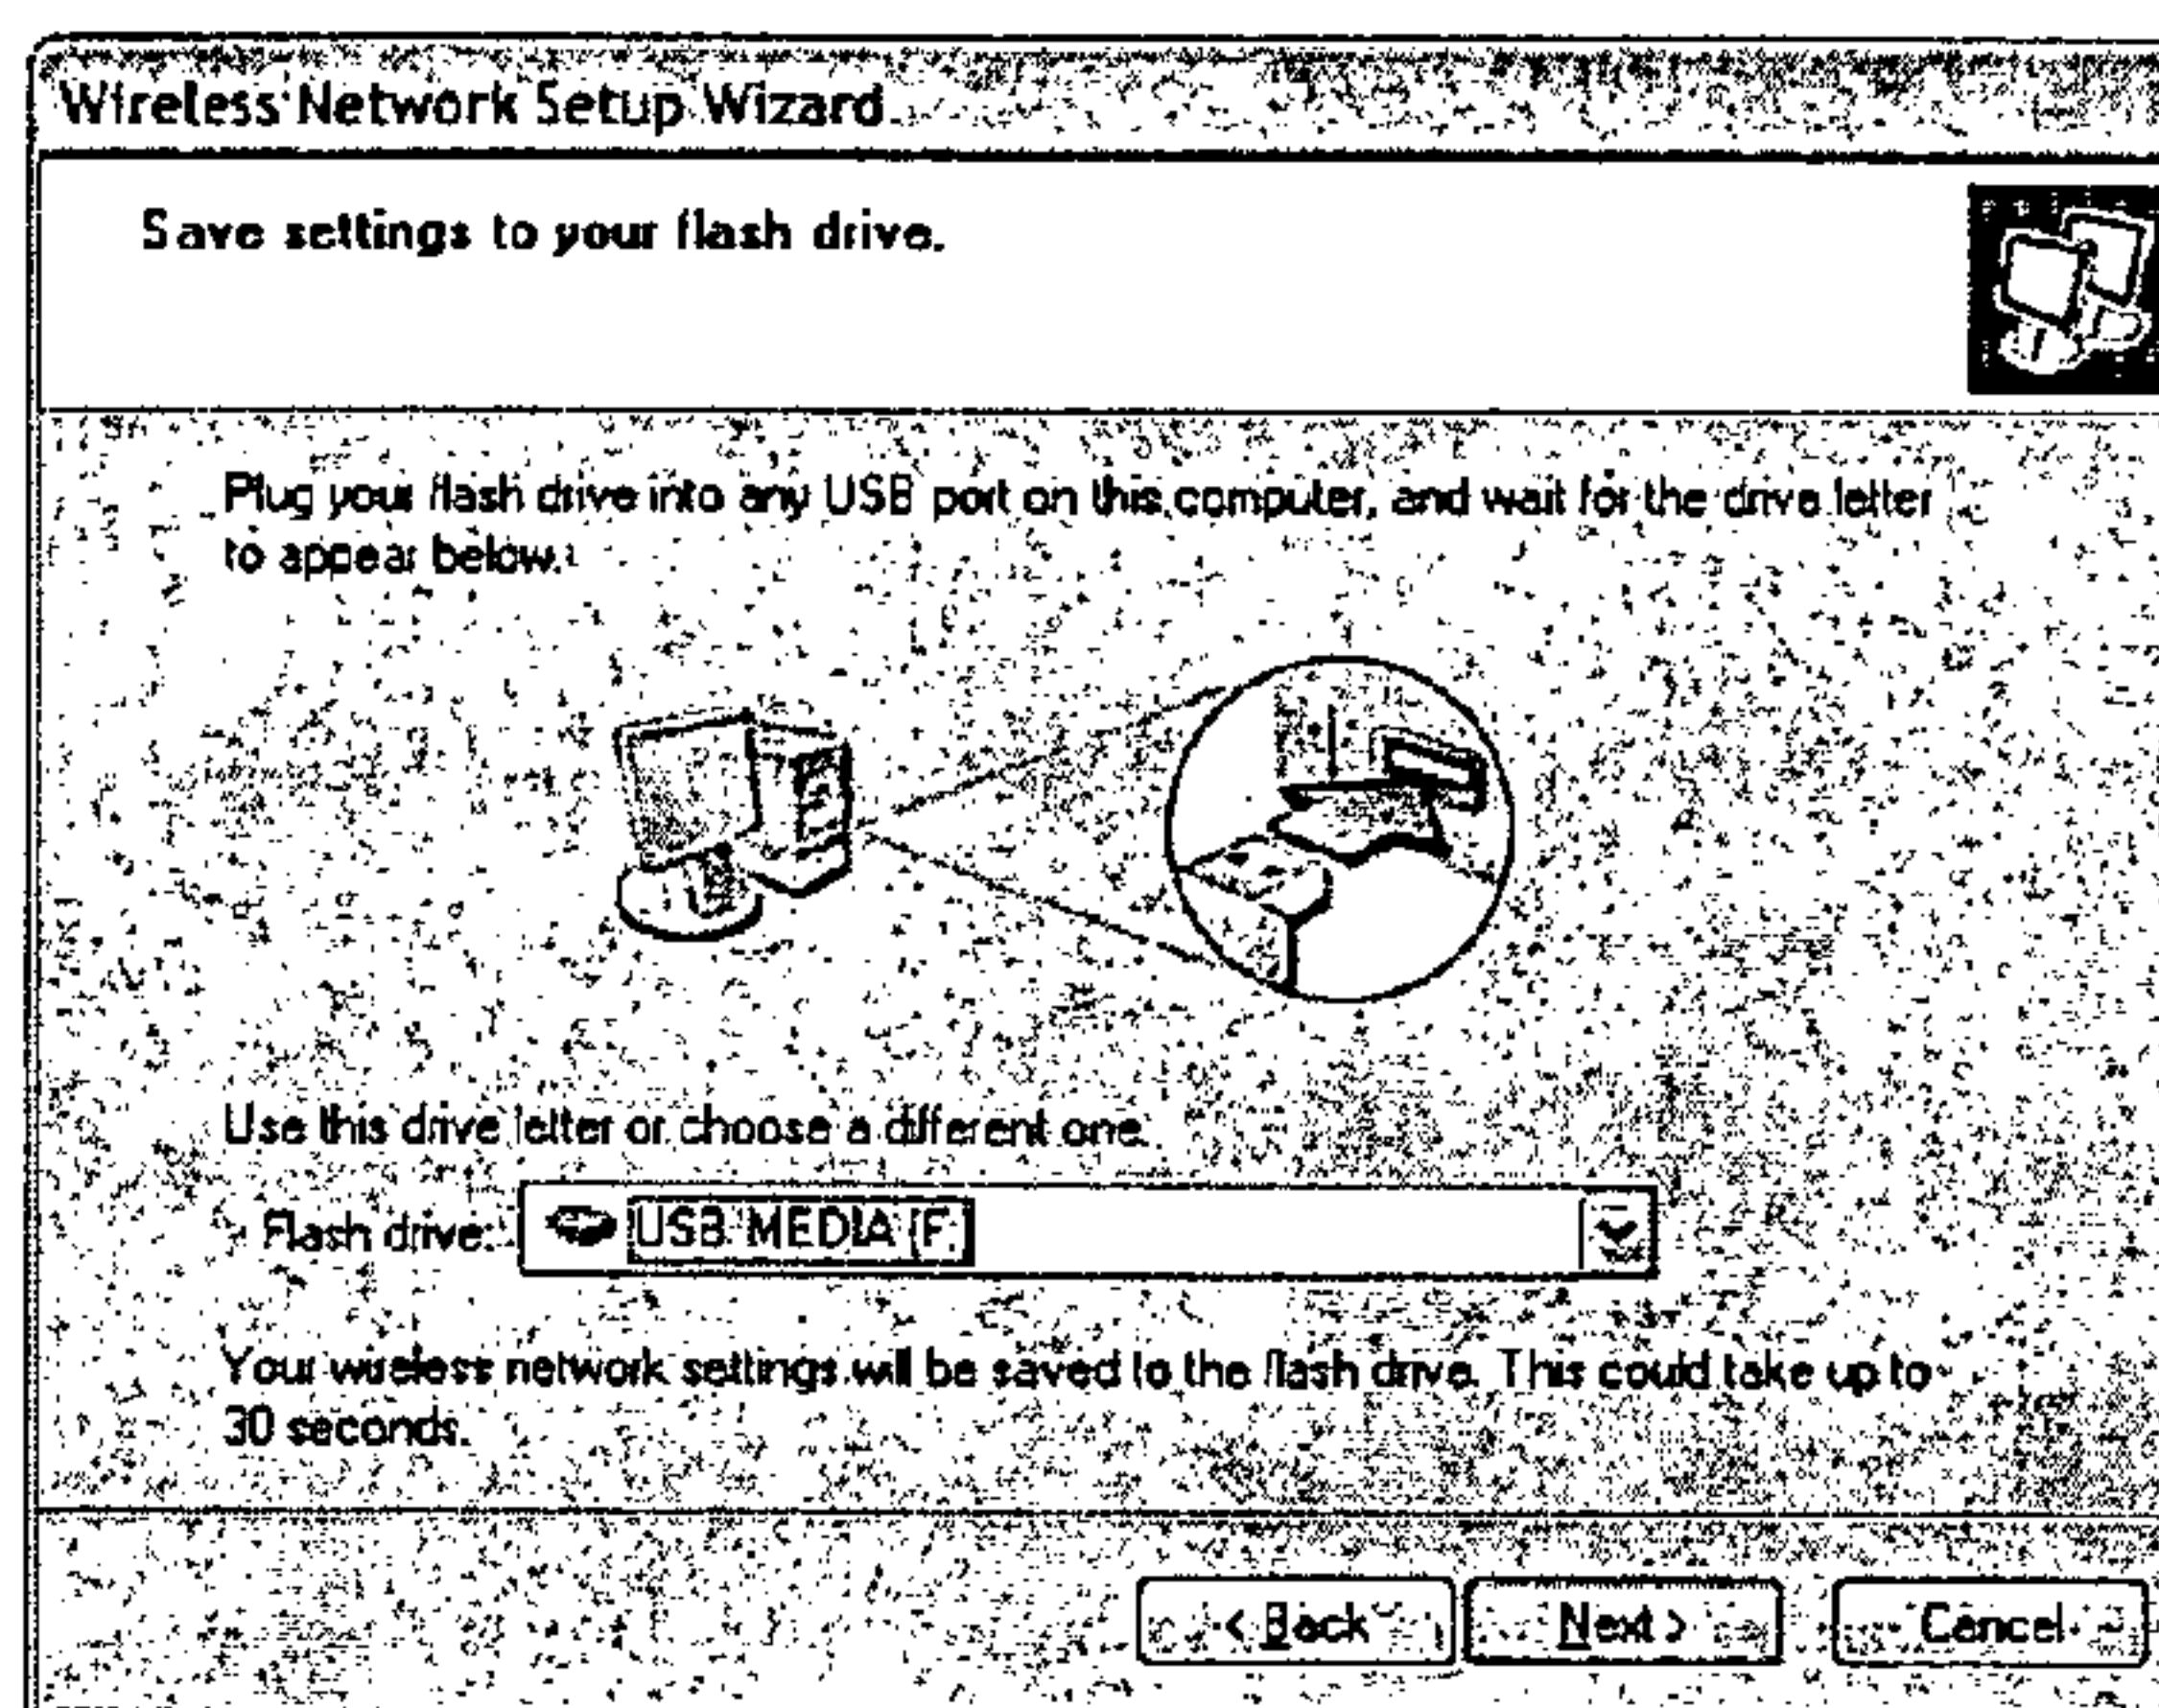 Wireless Network Setup Wizard
Save settings to your flash drive.
Plug your flash drive into any USB port on this computer, and wait for the drive letter
to appear below.
Use this drive letter or choose a different one:
Flash drive: USB MEDIA (F:)
Your wireless network settings will be saved to the flash drive. This could take up to
30 seconds.
< Back Next > Cancel